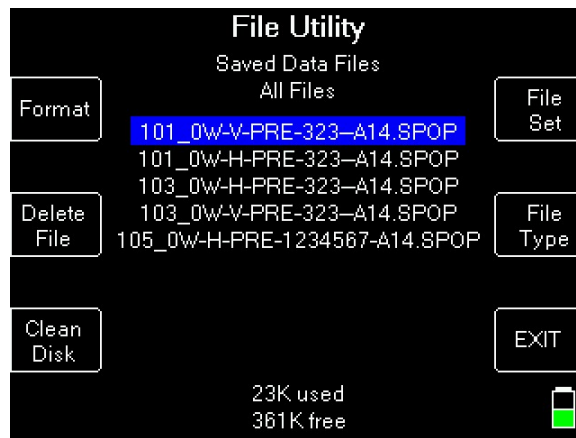 File Utility
Saved Data Files
All Files
Format
File
Set
101_0W-V-PRE-323–A14.SPOP
101_0W-H-PRE-323–A14.SPOP
103_0W-H-PRE-323–A14.SPOP
103_0W-V-PRE-323–A14.SPOP
105_0W-H-PRE-1234567-A14.SPOP
Delete
File
File
Type
Clean
Disk
EXIT
23K used
361K free